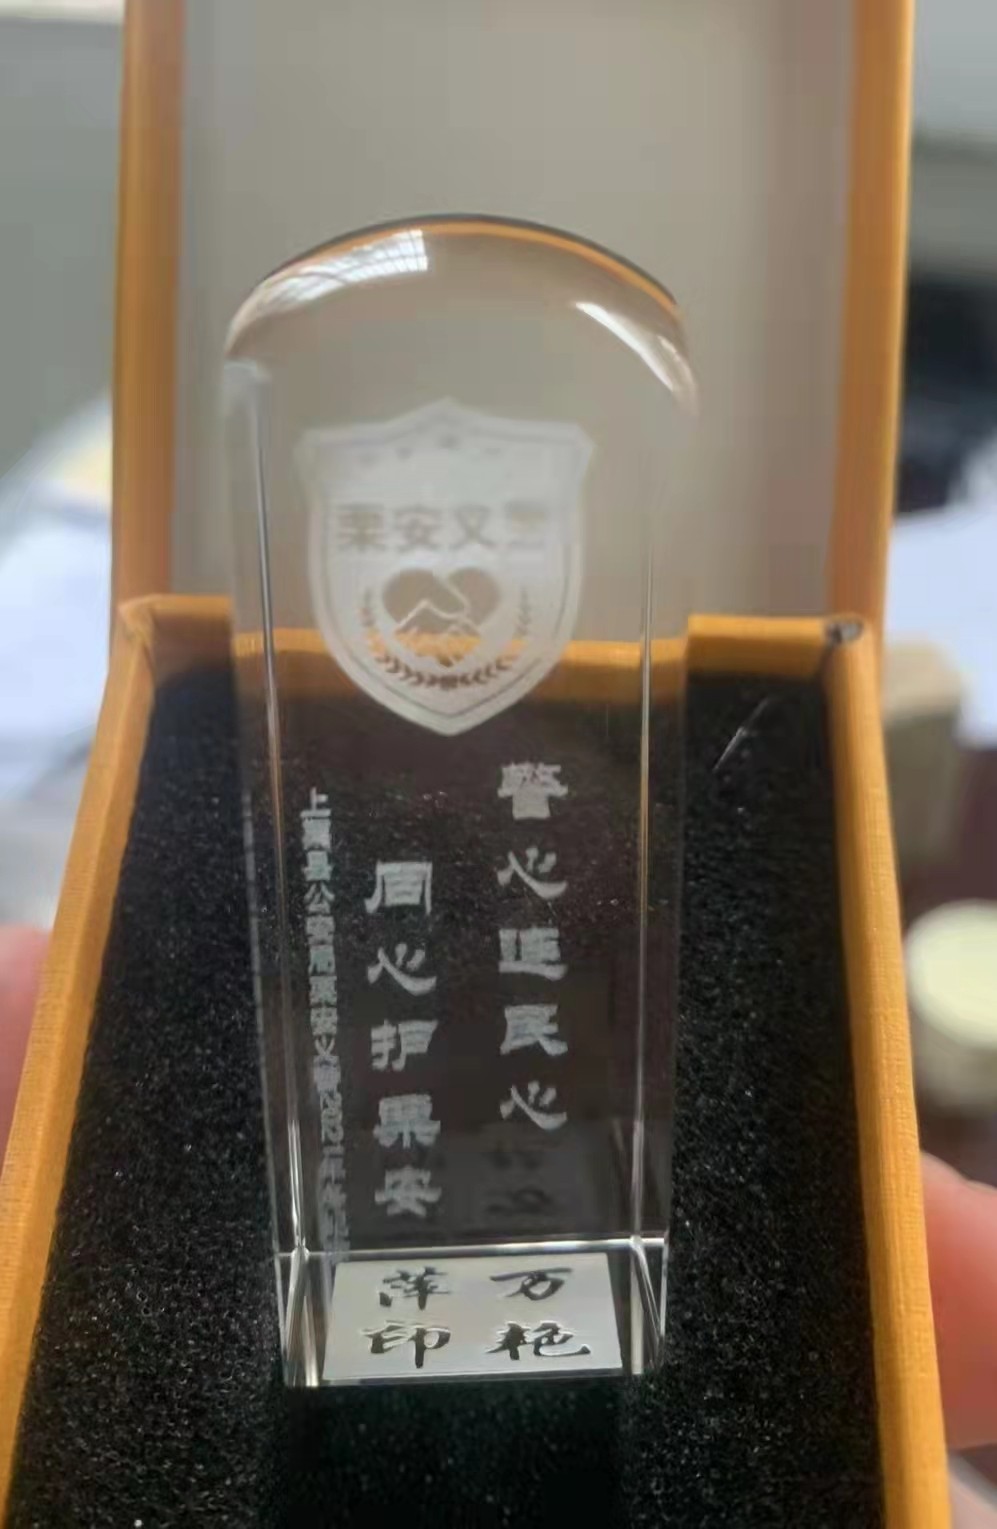 栗安义警
警心连民心
同心护栗安
上栗县公安局栗安义警
万艳
萍印